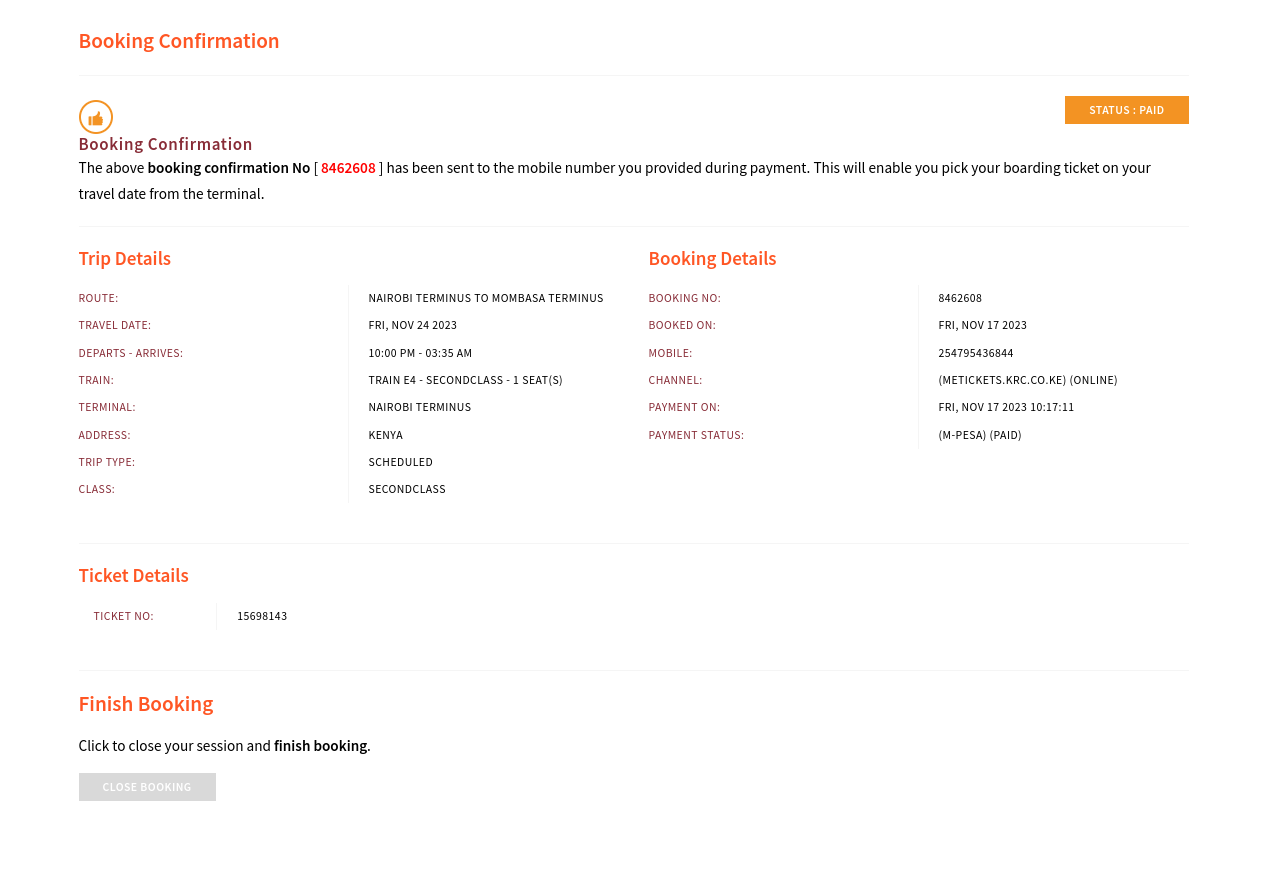 Booking Confirmation
STATUS : PAID
Booking Confirmation
The above booking confirmation No [ 8462608 ] has been sent to the mobile number you provided during payment. This will enable you pick your boarding ticket on your
travel date from the terminal.
Trip Details
ROUTE: NAIROBI TERMINUS TO MOMBASA TERMINUS
TRAVEL DATE: FRI, NOV 24 2023
DEPARTS - ARRIVES: 10:00 PM - 03:35 AM
TRAIN: TRAIN E4 - SECONDCLASS - 1 SEAT(S)
TERMINAL: NAIROBI TERMINUS
ADDRESS: KENYA
TRIP TYPE: SCHEDULED
CLASS: SECONDCLASS
Booking Details
BOOKING NO: 8462608
BOOKED ON: FRI, NOV 17 2023
MOBILE: 254795436844
CHANNEL: (METICKETS.KRC.CO.KE) (ONLINE)
PAYMENT ON: FRI, NOV 17 2023 10:17:11
PAYMENT STATUS: (M-PESA) (PAID)
Ticket Details
TICKET NO: 15698143
Finish Booking
Click to close your session and finish booking.
CLOSE BOOKING